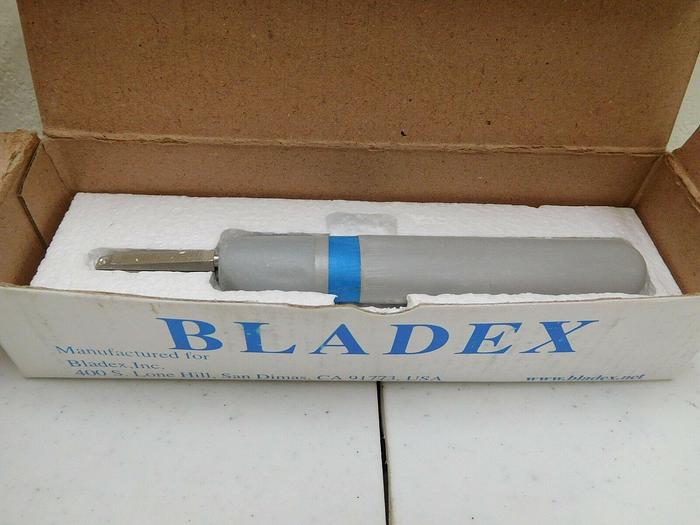 BLADEX
Manufactured for
Bladex, Inc.
400 S. Lone Hill, San Dimas, CA 91773, USA
www.bladex.net